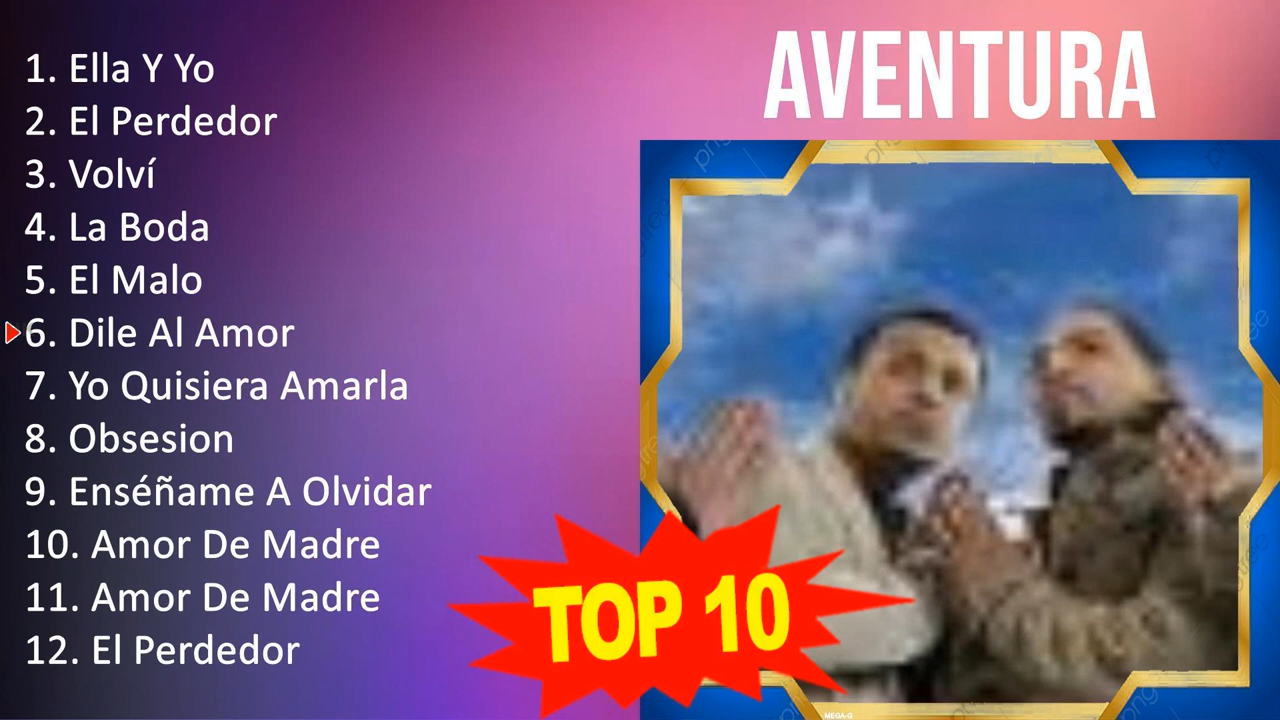 AVENTURA
1. Ella Y Yo
2. El Perdedor
3. Volví
4. La Boda
5. El Malo
6. Dile Al Amor
7. Yo Quisiera Amarla
8. Obsesion
9. Enséñame A Olvidar
10. Amor De Madre
11. Amor De Madre
12. El Perdedor
TOP 10
MEGA-G